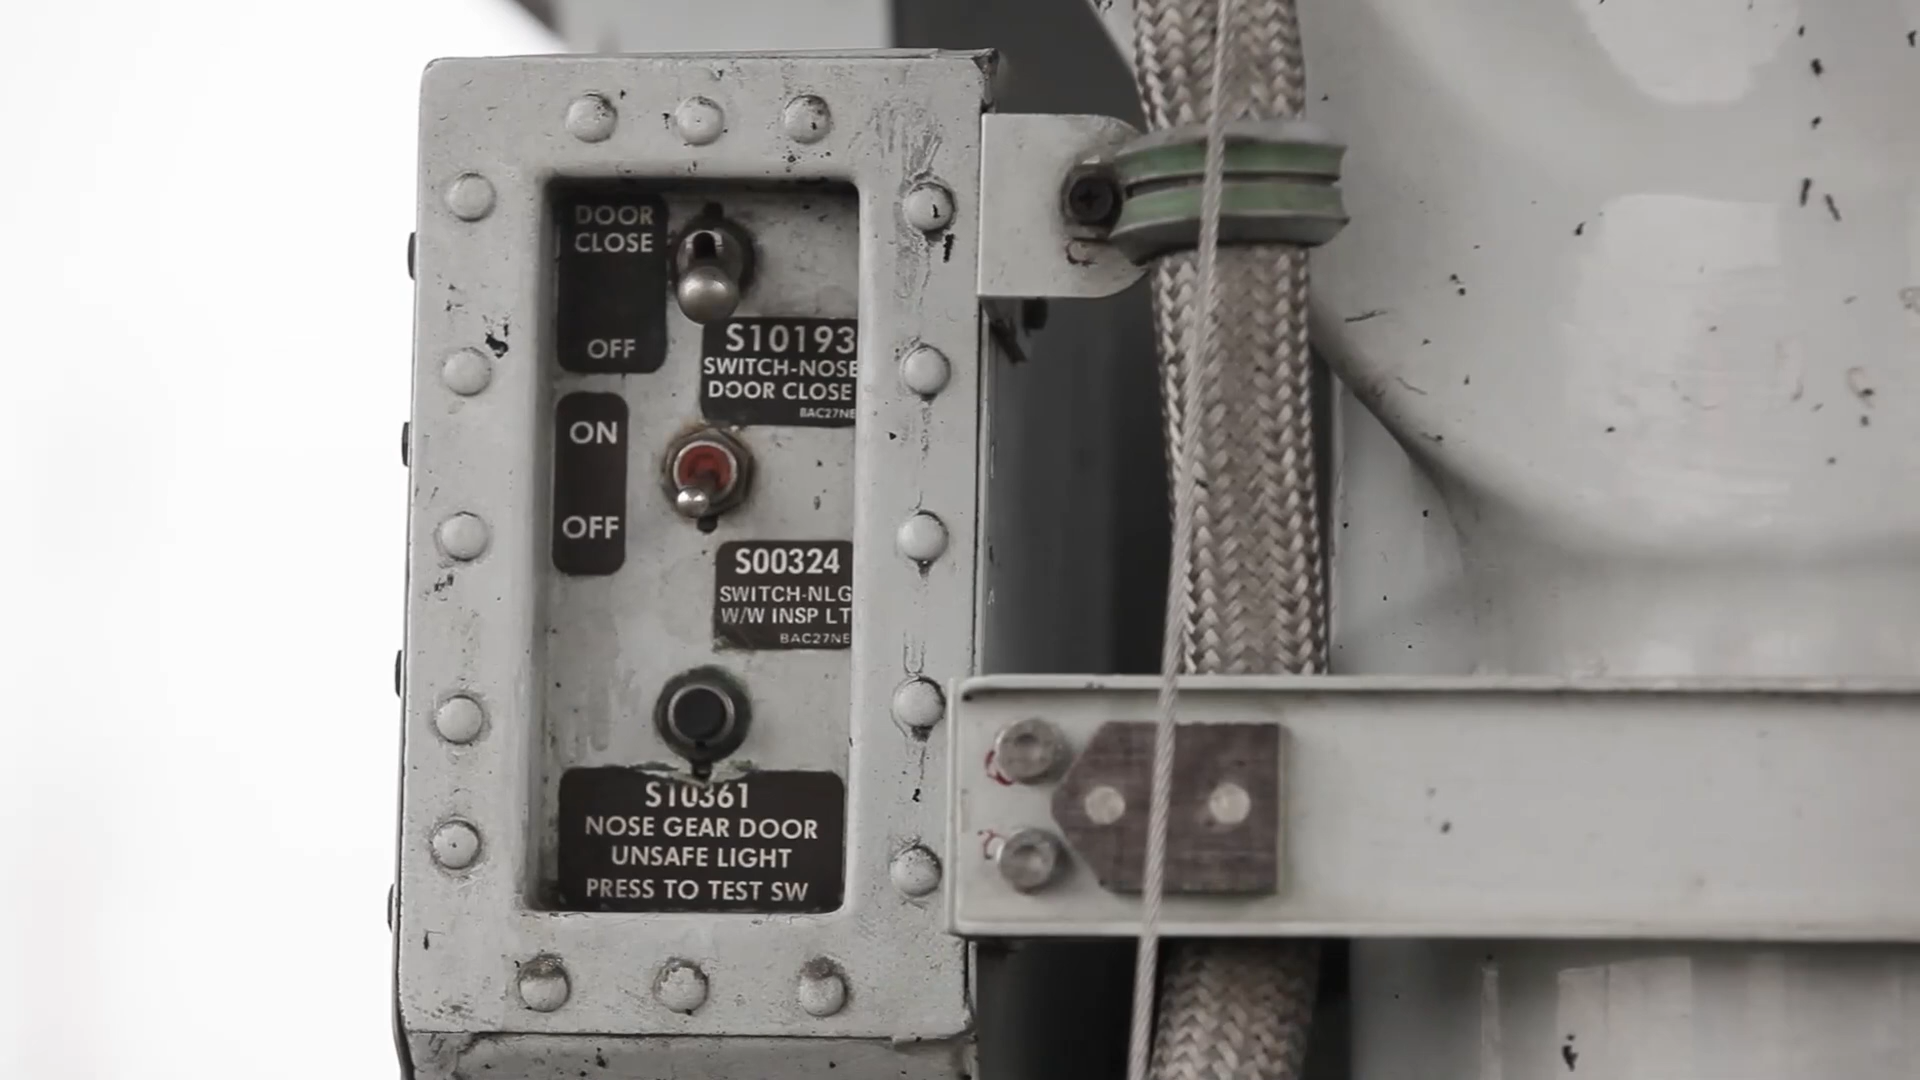 DOOR
CLOSE
OFF
S10193
SWITCH-NOSE
DOOR CLOSE
BAC27NE
ON
OFF
S00324
SWITCH-NLG
W/W INSP LT
BAC27NE
S10361
NOSE GEAR DOOR
UNSAFE LIGHT
PRESS TO TEST SW